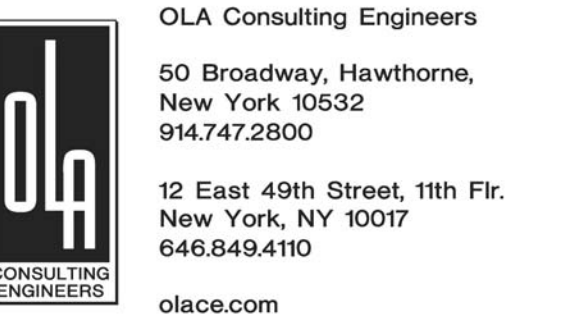 OLA
CONSULTING
ENGINEERS
OLA Consulting Engineers
50 Broadway, Hawthorne,
New York 10532
914.747.2800
12 East 49th Street, 11th Flr.
New York, NY 10017
646.849.4110
olace.com